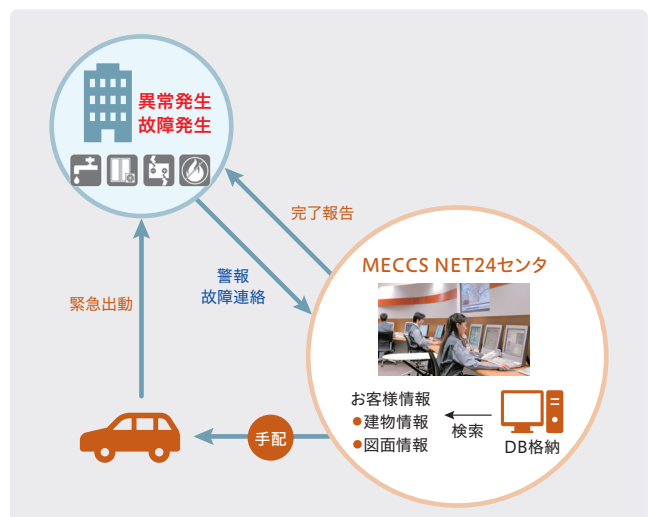 異常発生
故障発生
完了報告
警報
故障連絡
緊急出動
手配
MECCS NET24センタ
お客様情報
●建物情報
●図面情報
検索
DB格納